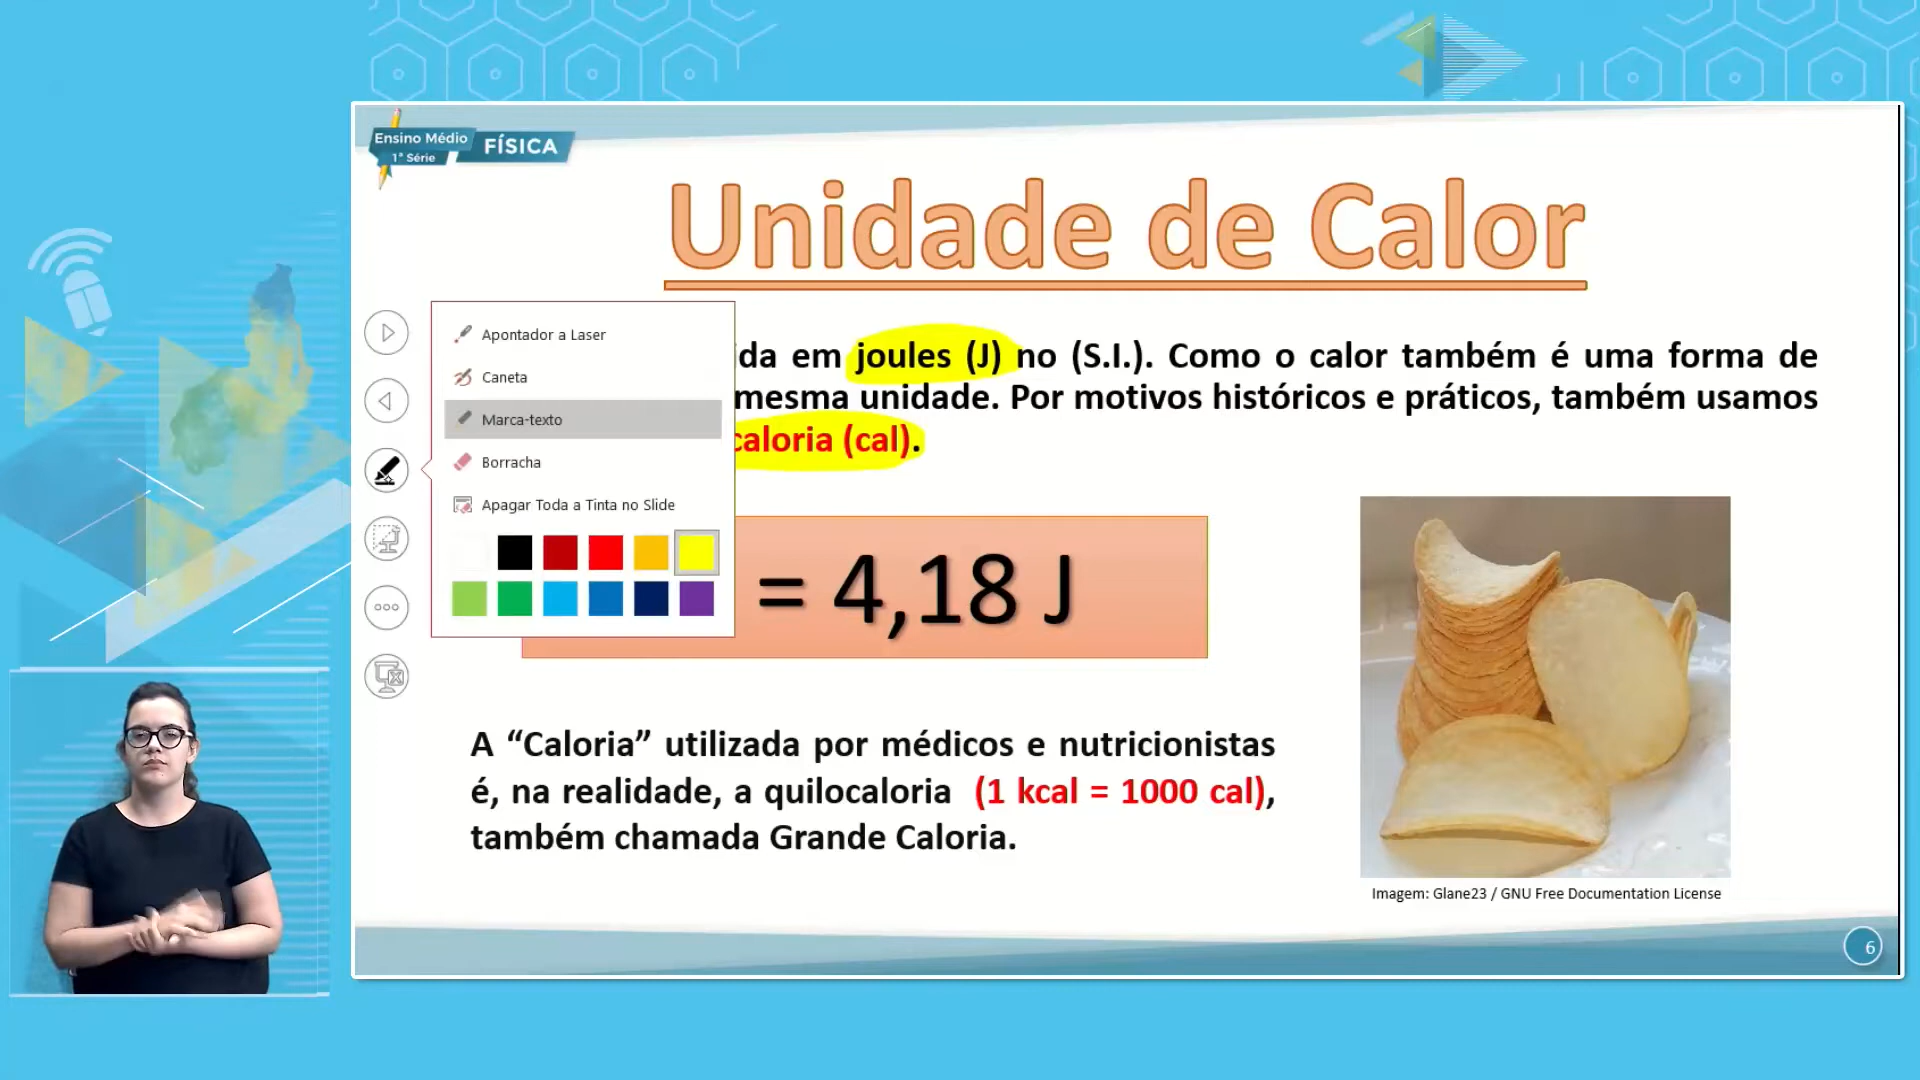 Ensino Médio
1ª Série
FÍSICA
Unidade de Calor
Apontador a Laser
Caneta
Marca-texto
Borracha
Apagar Toda a Tinta no Slide
em joules (J) no (S.I.). Como o calor também é uma forma de
mesma unidade. Por motivos históricos e práticos, também usamos
caloria (cal).
= 4,18 J
A “Caloria” utilizada por médicos e nutricionistas
é, na realidade, a quilocaloria (1 kcal = 1000 cal),
também chamada Grande Caloria.
Imagem: Glane23 / GNU Free Documentation License
6